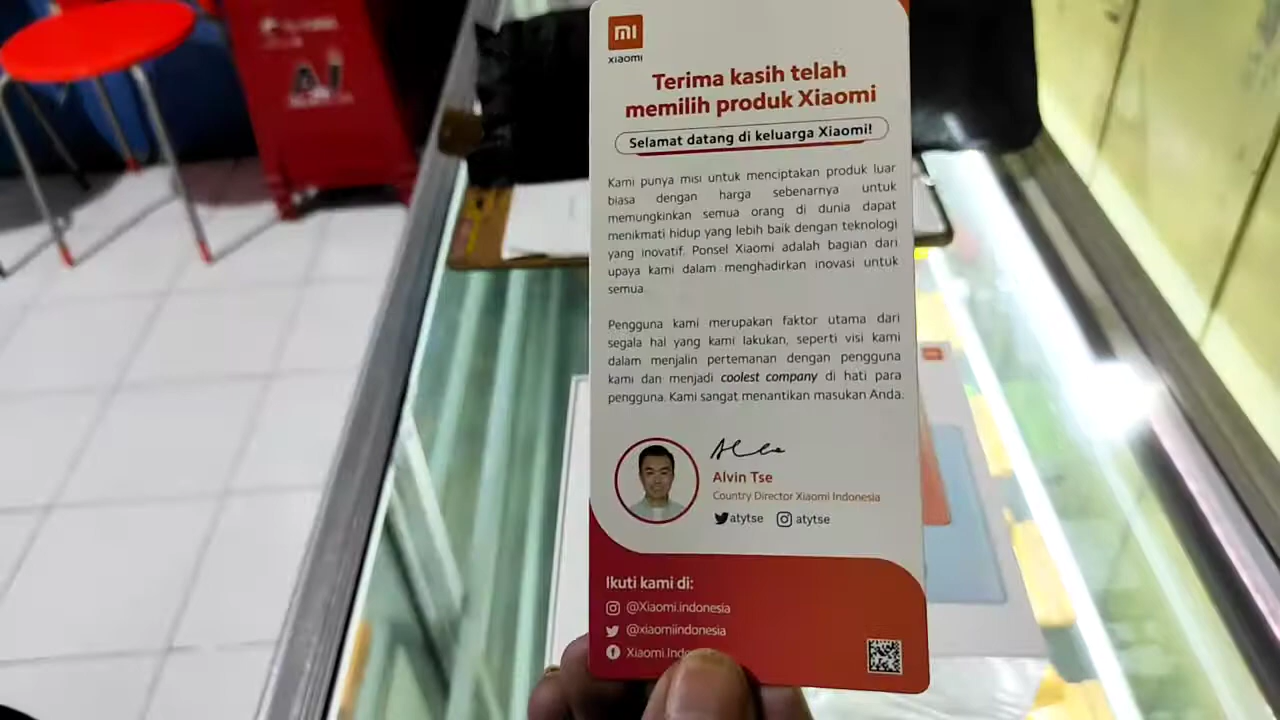 AI
mi
xiaomi
Terima kasih telah
memilih produk Xiaomi
Selamat datang di keluarga Xiaomi!
Kami punya misi untuk menciptakan produk luar
biasa dengan harga sebenarnya untuk
memungkinkan semua orang di dunia dapat
menikmati hidup yang lebih baik dengan teknologi
yang inovatif. Ponsel Xiaomi adalah bagian dari
upaya kami dalam menghadirkan inovasi untuk
semua.
Pengguna kami merupakan faktor utama dari
segala hal yang kami lakukan, seperti visi kami
dalam menjalin pertemanan dengan pengguna
kami dan menjadi coolest company di hati para
pengguna. Kami sangat menantikan masukan Anda.
Alvin Tse
Country Director Xiaomi Indonesia
atytse atytse
Ikuti kami di:
@Xiaomi.indonesia
@xiaomiindonesia